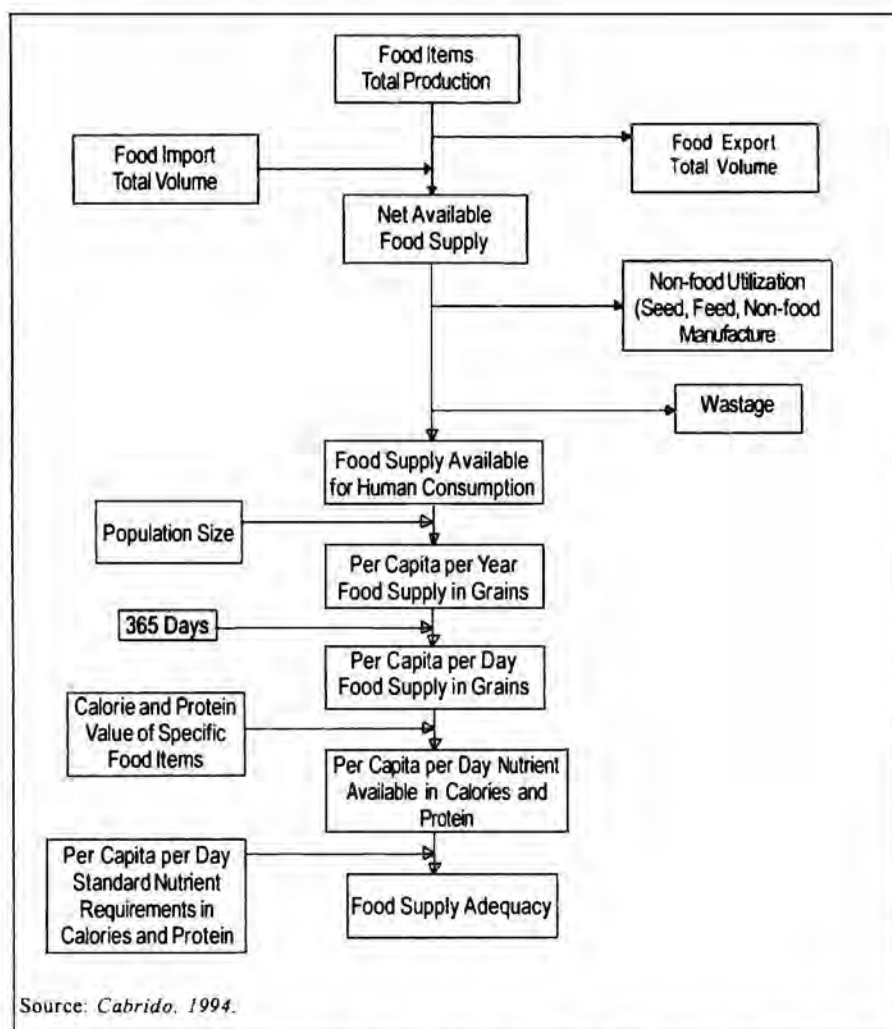 Food Items
Total Production
Food Import
Total Volume
Food Export
Total Volume
Net Available
Food Supply
Non-food Utilization
(Seed, Feed, Non-food
Manufacture
Wastage
Food Supply Available
for Human Consumption
Population Size
Per Capita per Year
Food Supply in Grains
365 Days
Per Capita per Day
Food Supply in Grains
Calorie and Protein
Value of Specific
Food Items
Per Capita per Day Nutrient
Available in Calories and
Protein
Per Capita per Day
Standard Nutrient
Requirements in
Calories and Protein
Food Supply Adequacy
Source: Cabrido. 1994.